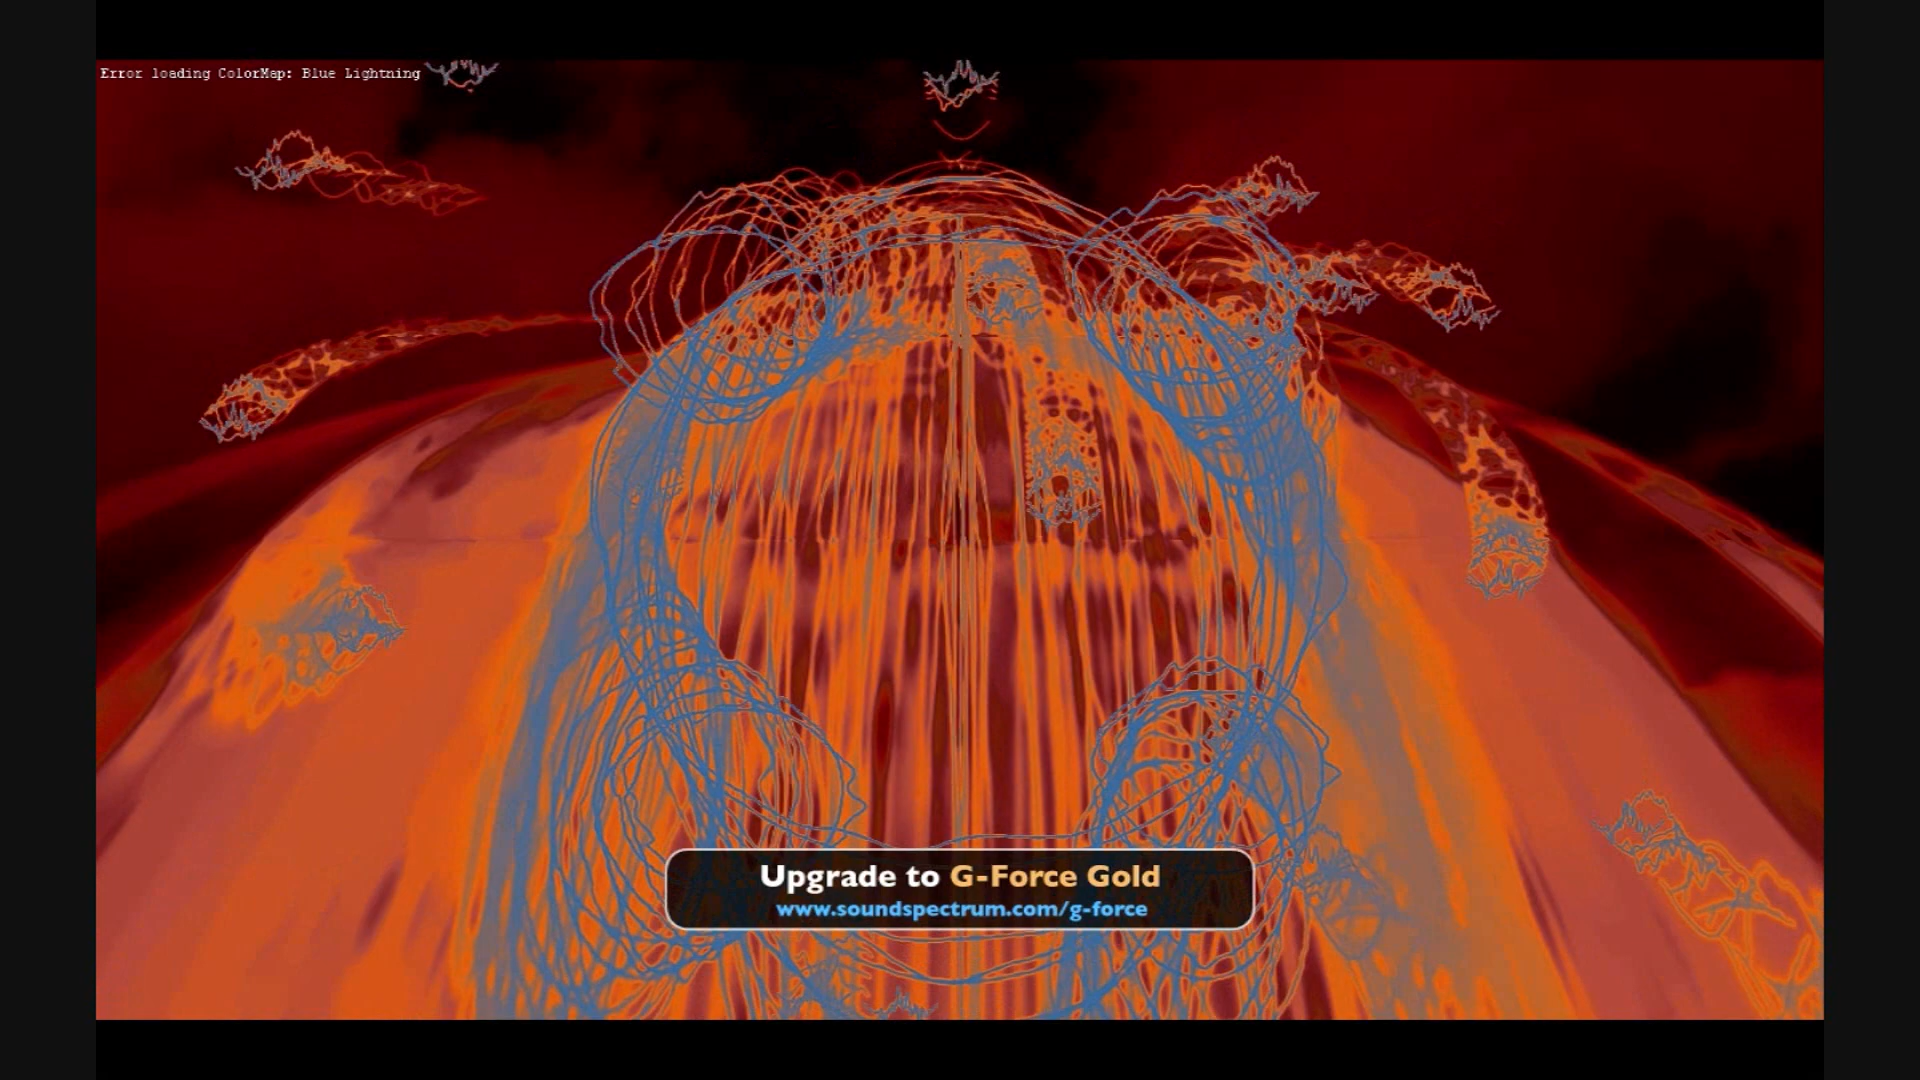 Error loading ColorMap: Blue Lightning
Upgrade to G-Force Gold
www.soundspectrum.com/g-force